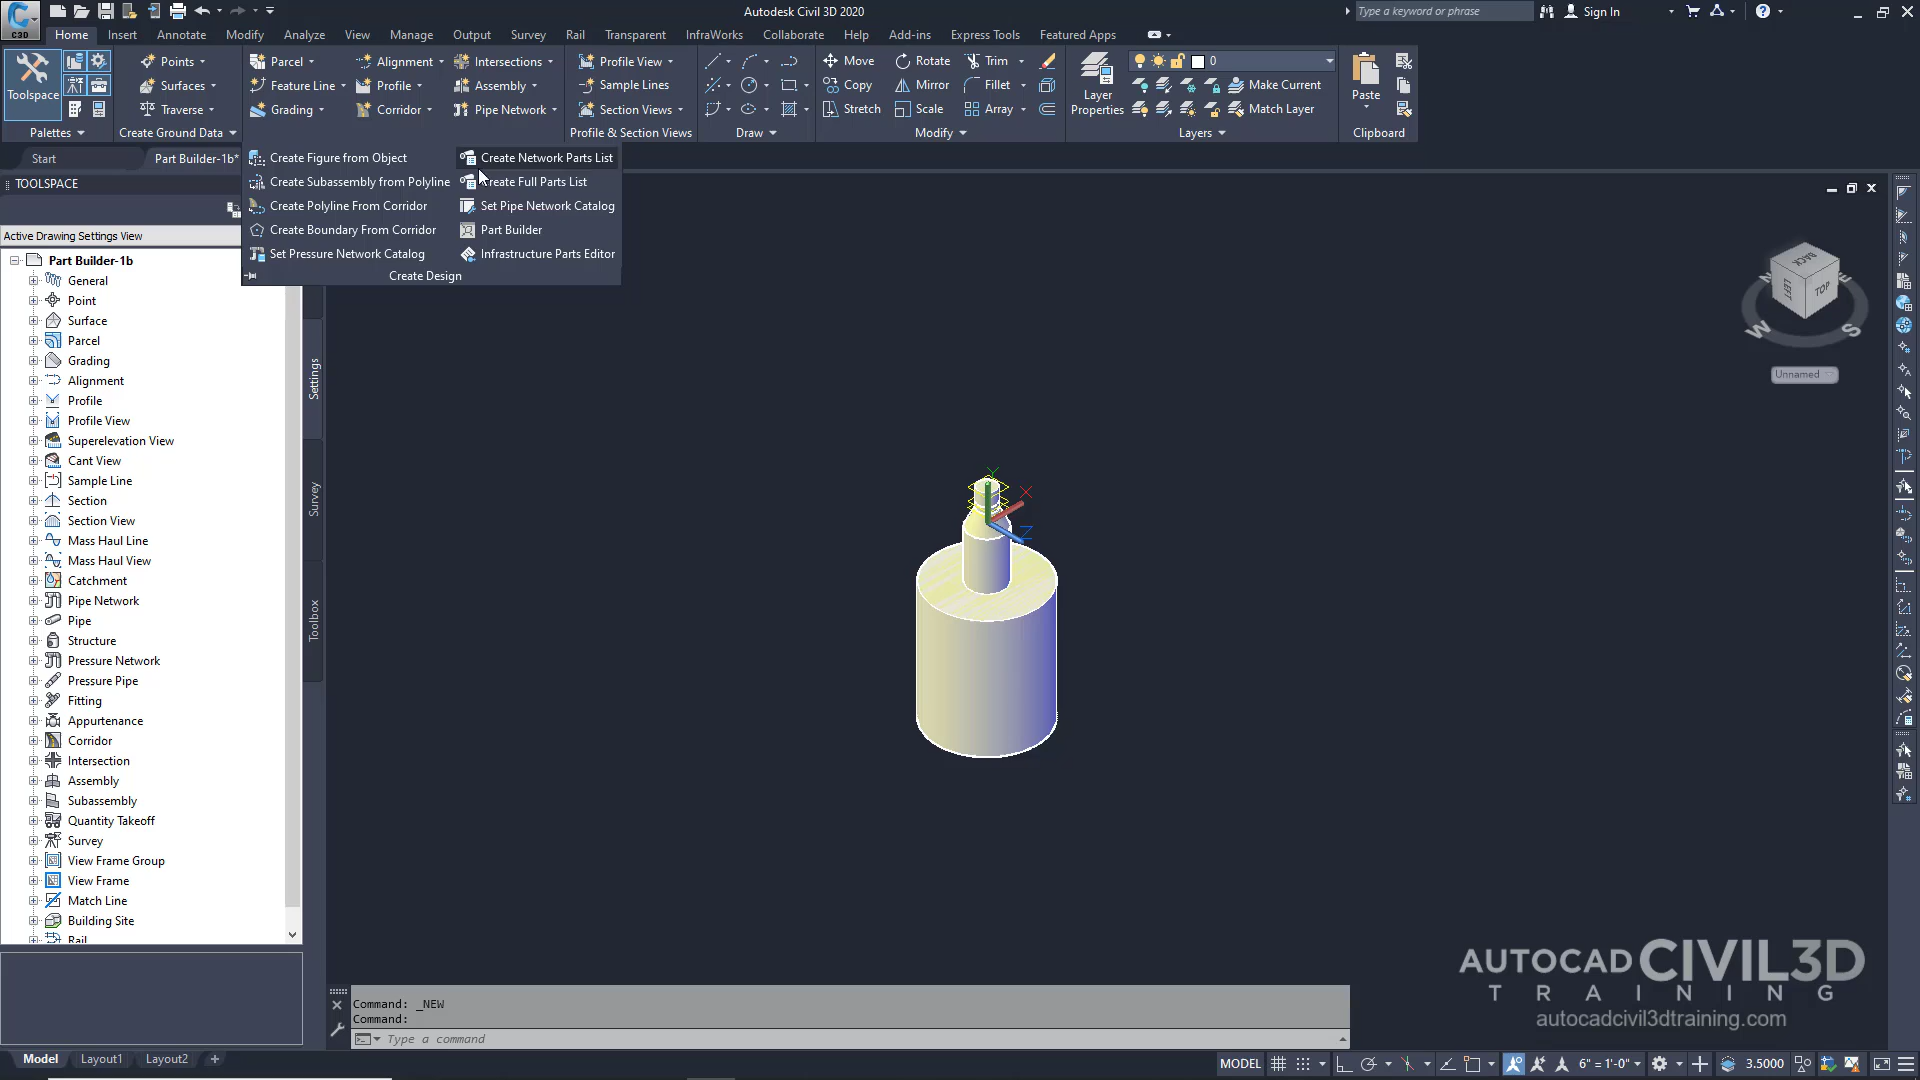 C3D
Autodesk Civil 3D 2020
Type a keyword or phrase
Sign In
Home Insert Annotate Modify Analyze View Manage Output Survey Rail Transparent InfraWorks Collaborate Help Add-ins Express Tools Featured Apps
Toolspace
Points
Surfaces
Traverse
Parcel
Feature Line
Grading
Alignment
Profile
Corridor
Intersections
Assembly
Pipe Network
Profile View
Sample Lines
Section Views
Move
Copy
Stretch
Rotate
Mirror
Scale
Trim
Fillet
Array
Layer
Properties
0
Make Current
Match Layer
Paste
Palettes
Create Ground Data
Profile & Section Views
Draw
Modify
Layers
Clipboard
Start
Part Builder-1b*
Create Figure from Object
Create Subassembly from Polyline
Create Polyline From Corridor
Create Boundary From Corridor
Set Pressure Network Catalog
Create Network Parts List
reate Full Parts List
Set Pipe Network Catalog
Part Builder
Infrastructure Parts Editor
Create Design
TOOLSPACE
Active Drawing Settings View
Part Builder-1b
General
Point
Surface
Parcel
Grading
Alignment
Profile
Profile View
Superelevation View
Cant View
Sample Line
Section
Section View
Mass Haul Line
Mass Haul View
Catchment
Pipe Network
Pipe
Structure
Pressure Network
Pressure Pipe
Fitting
Appurtenance
Corridor
Intersection
Assembly
Subassembly
Quantity Takeoff
Survey
View Frame Group
View Frame
Match Line
Building Site
Rail
Settings
Survey
Toolbox
BACK
LEFT
TOP
W
S
E
N
Unnamed
Y
X
Z
AUTOCAD CIVIL3D
TRAINING
autocadcivil3dtraining.com
Command: _NEW
Command:
Type a command
Model Layout1 Layout2 +
MODEL
6" = 1'-0"
3.5000